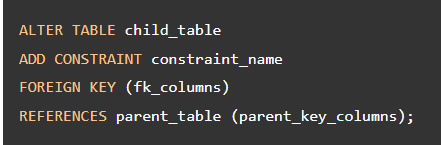 ALTER TABLE child_table
ADD CONSTRAINT constraint_name
FOREIGN KEY (fk_columns)
REFERENCES parent_table (parent_key_columns);